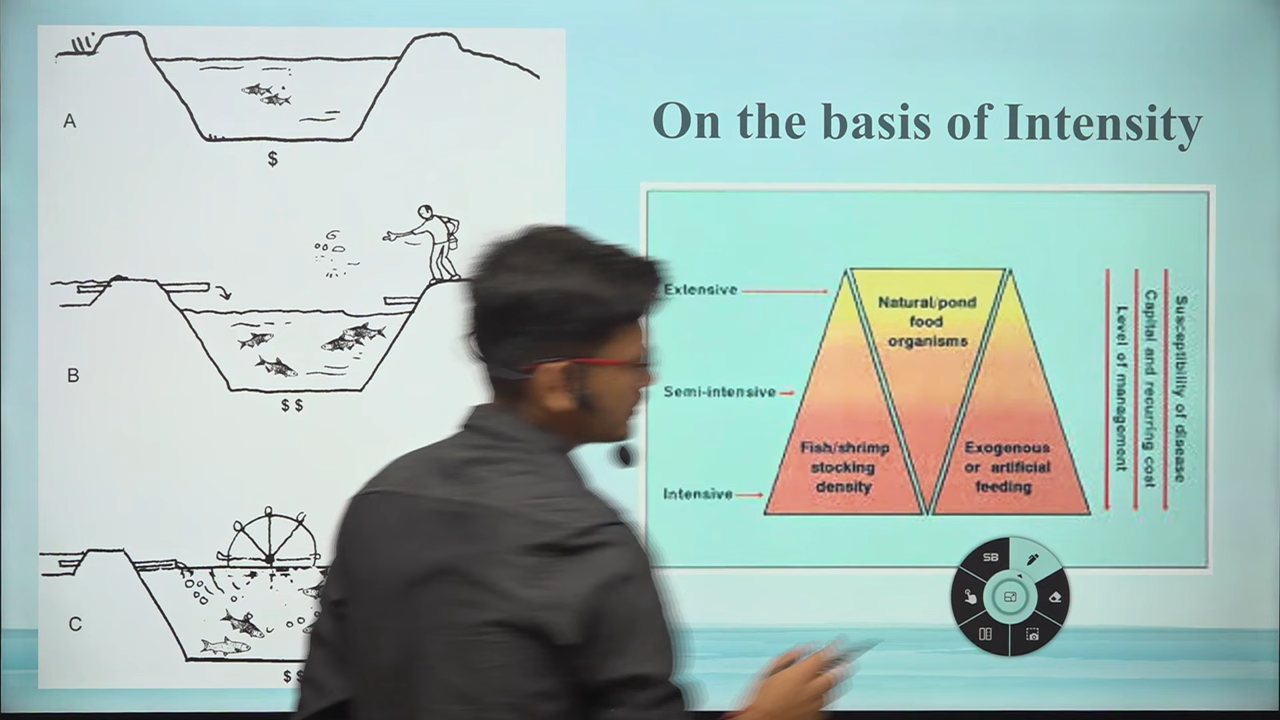 A
$
B
$ $
C
$
On the basis of Intensity
Extensive
Semi-intensive
Intensive
Natural/pond
food
organisms
Fish/shrimp
stocking
density
Exogenous
or artificial
feeding
Level of management
Capital and recurring cost
Susceptibility of disease
SB